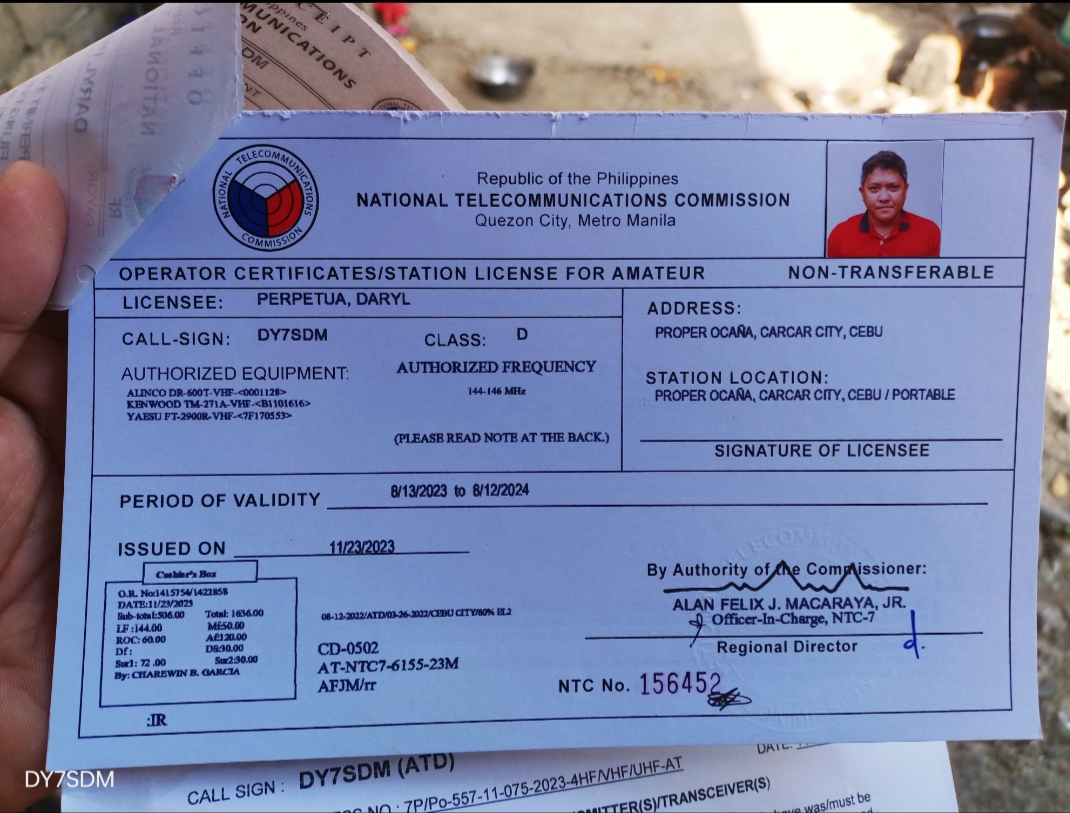 CEIPT
ppines
MUNICATIONS
ON
SDM
NATIONAL
DARYL
PAYOR
RF
NATIONAL TELECOMMUNICATIONS COMMISSION
Republic of the Philippines
NATIONAL TELECOMMUNICATIONS COMMISSION
Quezon City, Metro Manila
OPERATOR CERTIFICATES/STATION LICENSE FOR AMATEUR NON-TRANSFERABLE
LICENSEE: PERPETUA, DARYL
CALL-SIGN: DY7SDM CLASS: D
AUTHORIZED EQUIPMENT:
ALINCO DR-600T-VHF-<0001128>
KENWOOD TM-271A-VHF-<B1101616>
YAESU FT-2900R-VHF-<7F170553>
AUTHORIZED FREQUENCY
144-146 MHz
(PLEASE READ NOTE AT THE BACK.)
ADDRESS:
PROPER OCAÑA, CARCAR CITY, CEBU
STATION LOCATION:
PROPER OCAÑA, CARCAR CITY, CEBU / PORTABLE
SIGNATURE OF LICENSEE
PERIOD OF VALIDITY 8/13/2023 to 8/12/2024
ISSUED ON 11/23/2023
Cashier's Box
O.R. No:1415754/1422858
DATE:11/23/2023
Sub-total:506.00 Total: 1636.00
LF :144.00 Mf:50.00
ROC: 60.00 Af:120.00
Df : DS:30.00
Sur1: 72 .00 Sur2:30.00
By: CHAREWIN B. GARCIA
:IR
08-12-2022/ATD/03-26-2022/CEBU CITY/80% EL2
CD-0502
AT-NTC7-6155-23M
AFJM/rr
By Authority of the Commissioner:
ALAN FELIX J. MACARAYA, JR.
Officer-In-Charge, NTC-7
Regional Director
d.
NTC No. 156452
CALL SIGN : DY7SDM (ATD)
DATE:
NO : 7P/Po-557-11-075-2023-4HF/VHF/UHF-AT
MITTER(S)/TRANSCEIVER(S)
have was/must be
DY7SDM